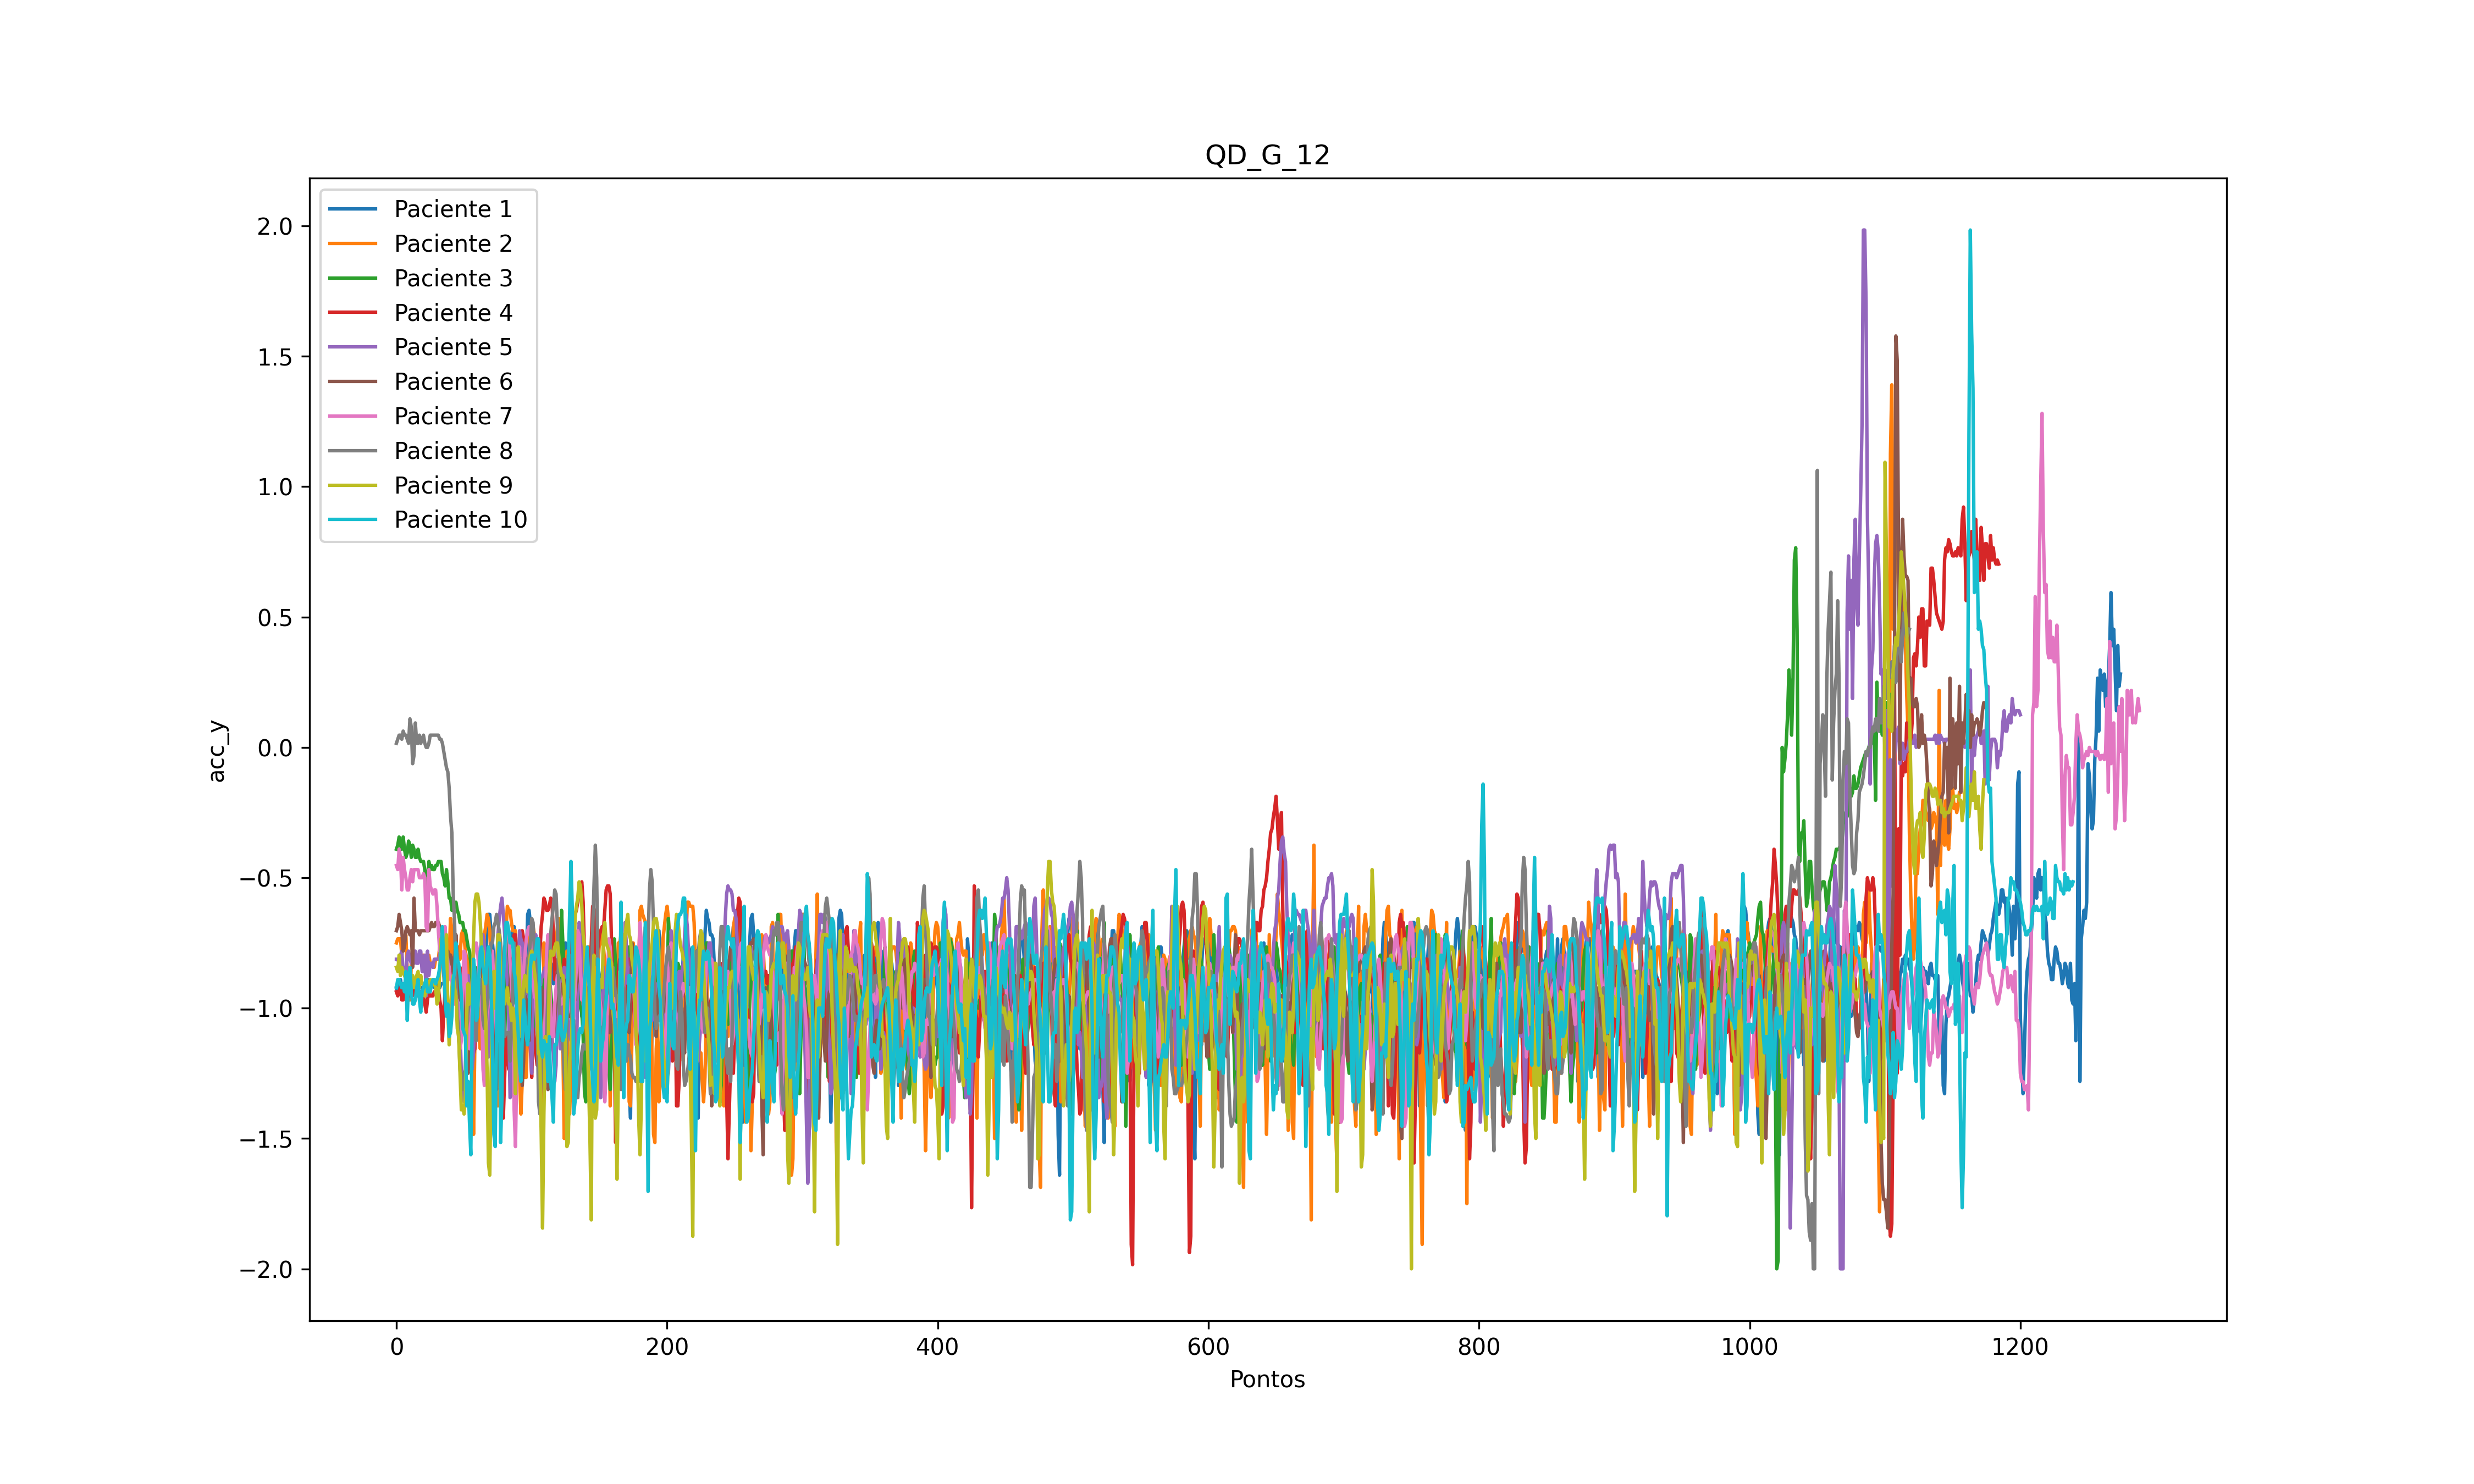 QD_G_12
Paciente 1
Paciente 2
Paciente 3
Paciente 4
Paciente 5
Paciente 6
Paciente 7
Paciente 8
Paciente 9
Paciente 10
acc_y
2.0
1.5
1.0
0.5
0.0
−0.5
−1.0
−1.5
−2.0
0 200 400 600 800 1000 1200
Pontos